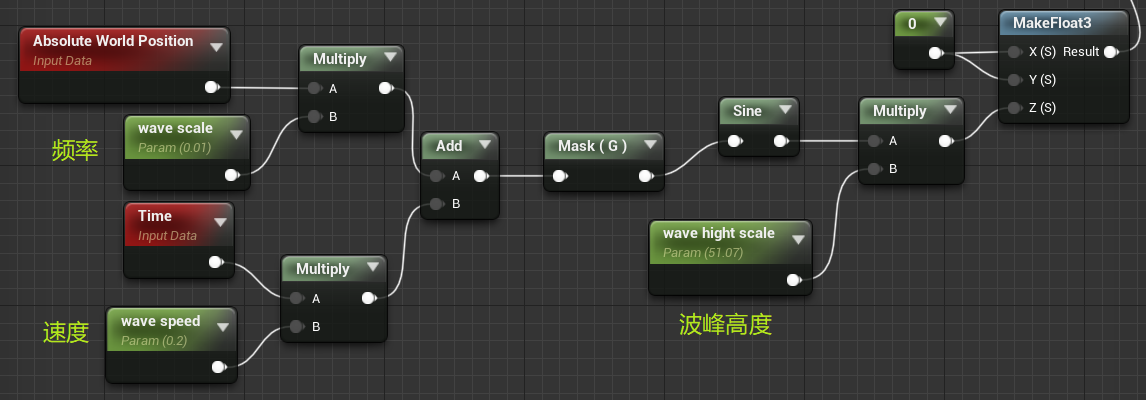 Absolute World Position
Input Data
Multiply
A
B
频率
wave scale
Param (0.01)
Time
Input Data
速度
wave speed
Param (0.2)
Multiply
A
B
Add
A
B
Mask ( G )
Sine
wave hight scale
Param (51.07)
波峰高度
Multiply
A
B
0
MakeFloat3
X (S) Result
Y (S)
Z (S)